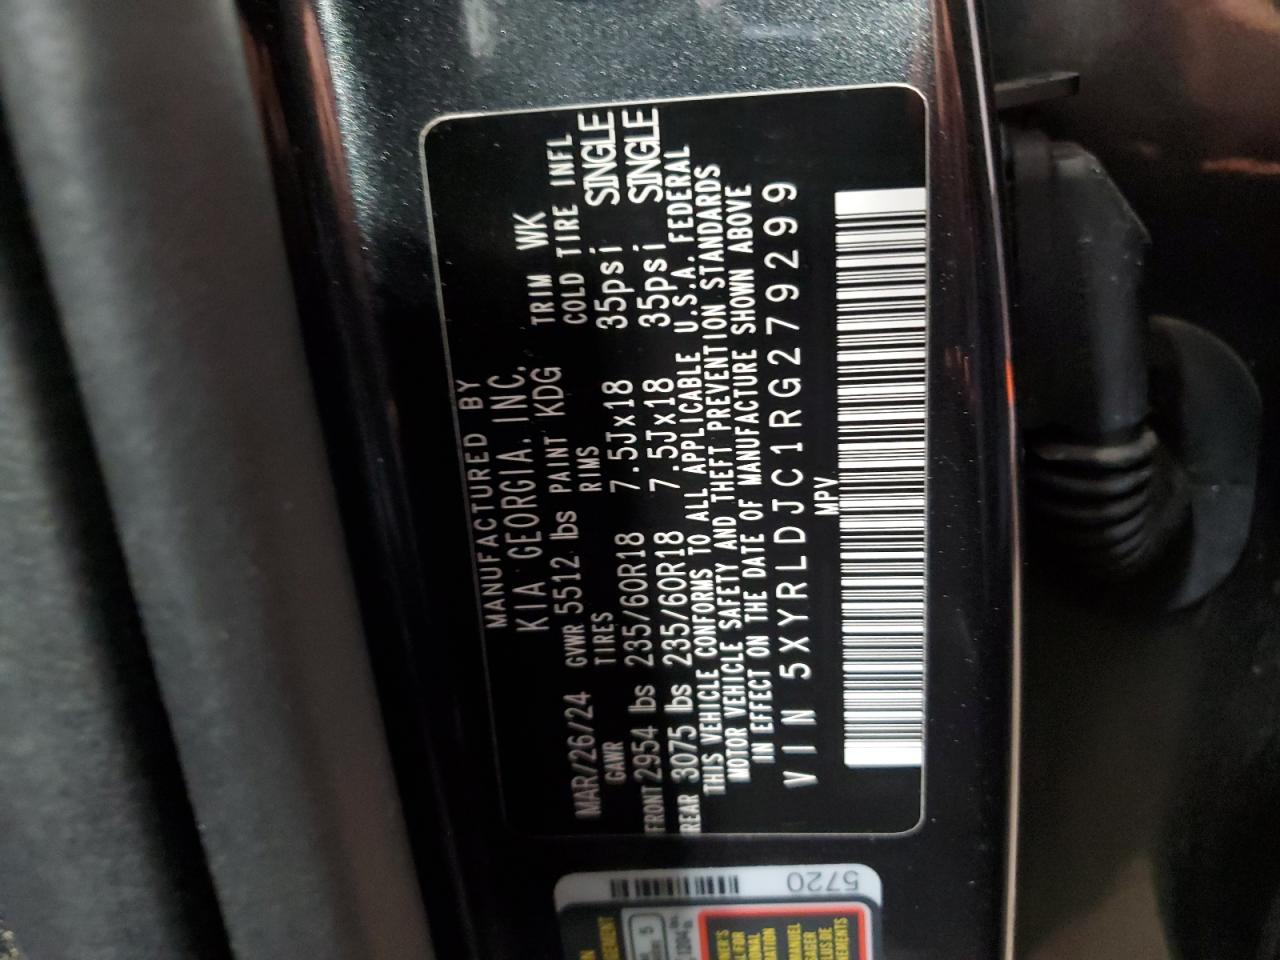 MANUFACTURED BY
KIA GEORGIA, INC.
MAR/26/24 GVWR 5512 lbs PAINT KDG TRIM WK
GAWR TIRES RIMS COLD TIRE INFL
FRONT 2954 lbs 235/60R18 7.5Jx18 35psi SINGLE
REAR 3075 lbs 235/60R18 7.5Jx18 35psi SINGLE
THIS VEHICLE CONFORMS TO ALL APPLICABLE U.S.A. FEDERAL
MOTOR VEHICLE SAFETY AND THEFT PREVENTION STANDARDS
IN EFFECT ON THE DATE OF MANUFACTURE SHOWN ABOVE
VIN 5XYRLDJC1RG279299
MPV
5720
5
MANUEL